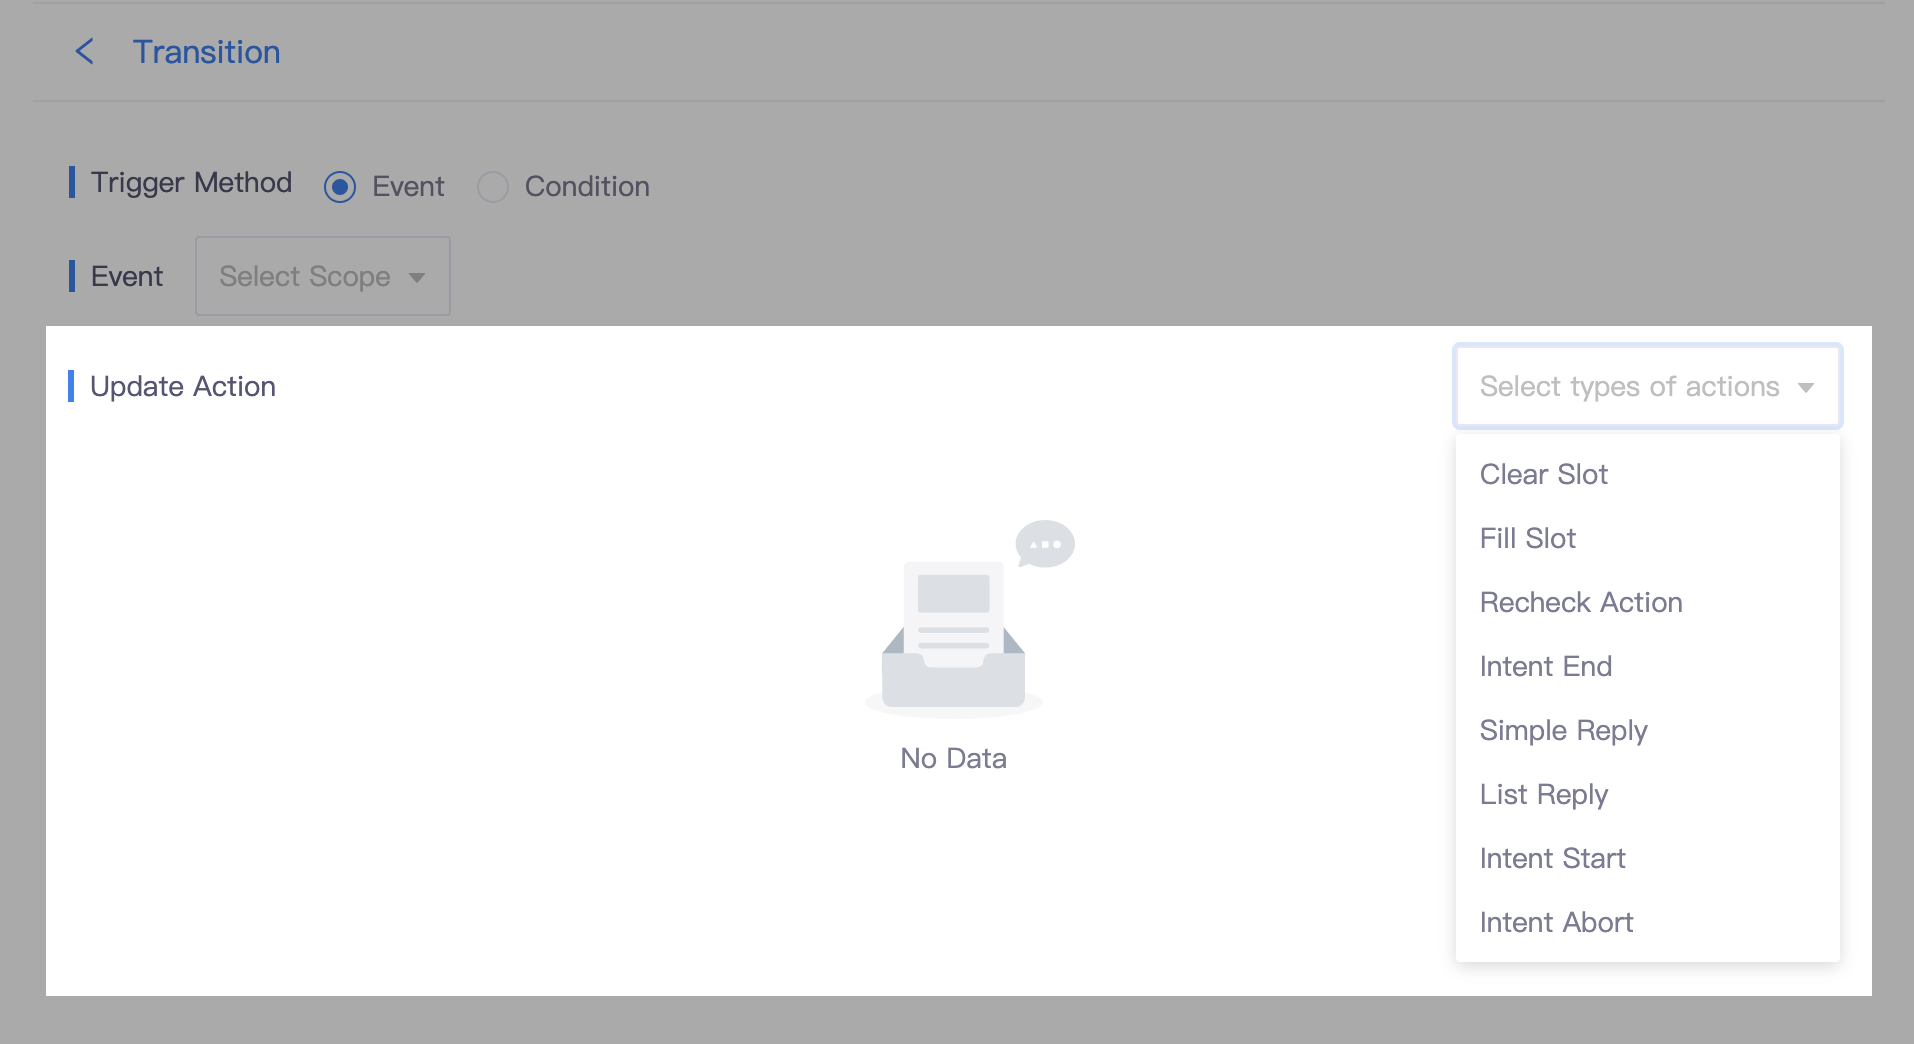 Transition
Trigger Method Event Condition
Event Select Scope
Update Action Select types of actions
Clear Slot
Fill Slot
Recheck Action
Intent End
Simple Reply
List Reply
Intent Start
Intent Abort
No Data